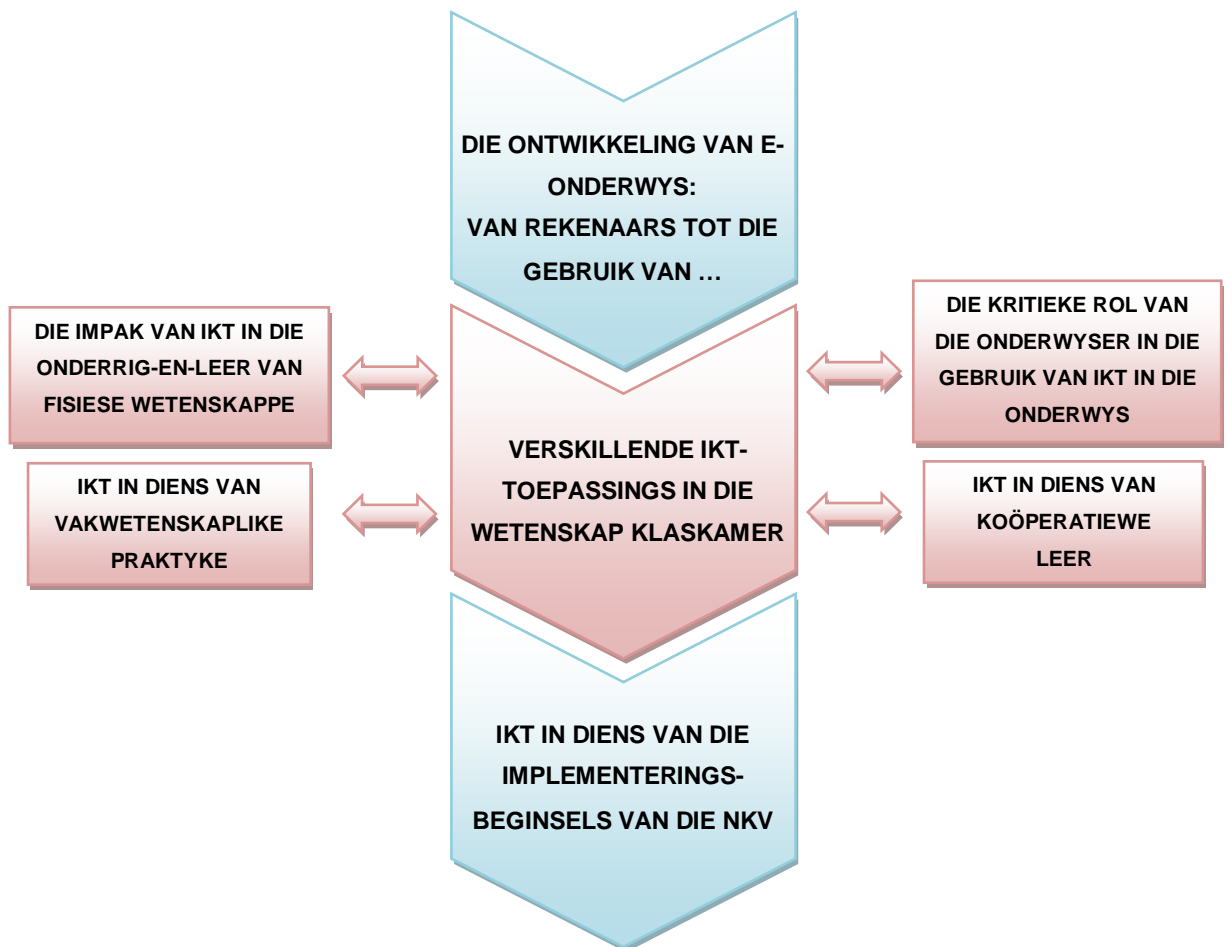 DIE ONTWIKKELING VAN E-
ONDERWYS:
VAN REKENAARS TOT DIE
GEBRUIK VAN …
DIE IMPAK VAN IKT IN DIE
ONDERRIG-EN-LEER VAN
FISIESE WETENSKAPPE
DIE KRITIEKE ROL VAN
DIE ONDERWYSER IN DIE
GEBRUIK VAN IKT IN DIE
ONDERWYS
VERSKILLENDE IKT-
TOEPASSINGS IN DIE
WETENSKAP KLASKAMER
IKT IN DIENS VAN
VAKWETENSKAPLIKE
PRAKTYKE
IKT IN DIENS VAN
KOÖPERATIEWE
LEER
IKT IN DIENS VAN DIE
IMPLEMENTERINGS-
BEGINSELS VAN DIE NKV